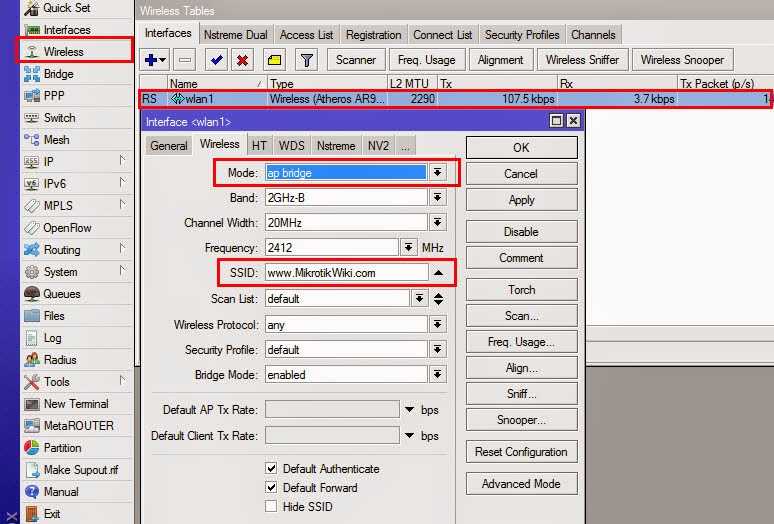 Quick Set
Interfaces
Wireless
Bridge
PPP
Switch
Mesh
IP
IPv6
MPLS
OpenFlow
Routing
System
Queues
Files
Log
Radius
Tools
New Terminal
MetaROUTER
Partition
Make Supout.rif
Manual
Exit
Wireless Tables
Interfaces Nstreme Dual Access List Registration Connect List Security Profiles Channels
Scanner Freq. Usage... Alignment Wireless Sniffer Wireless Snooper...
Name Type L2 MTU Tx Rx Tx Packet (p/s)
RS wlan1 Wireless (Atheros AR9... 2290 107.5 kbps 3.7 kbps
Interface <wlan1>
General Wireless HT WDS Nstreme NV2 ...
Mode: ap bridge
Band: 2GHz-B
Channel Width: 20MHz
Frequency: 2412 MHz
SSID: www.MikrotikWiki.com
Scan List: default
Wireless Protocol: any
Security Profile: default
Bridge Mode: enabled
Default AP Tx Rate: bps
Default Client Tx Rate: bps
Default Authenticate
Default Forward
Hide SSID
OK
Cancel
Apply
Disable
Comment
Torch
Scan...
Freq. Usage...
Align...
Sniff...
Snooper...
Reset Configuration
Advanced Mode